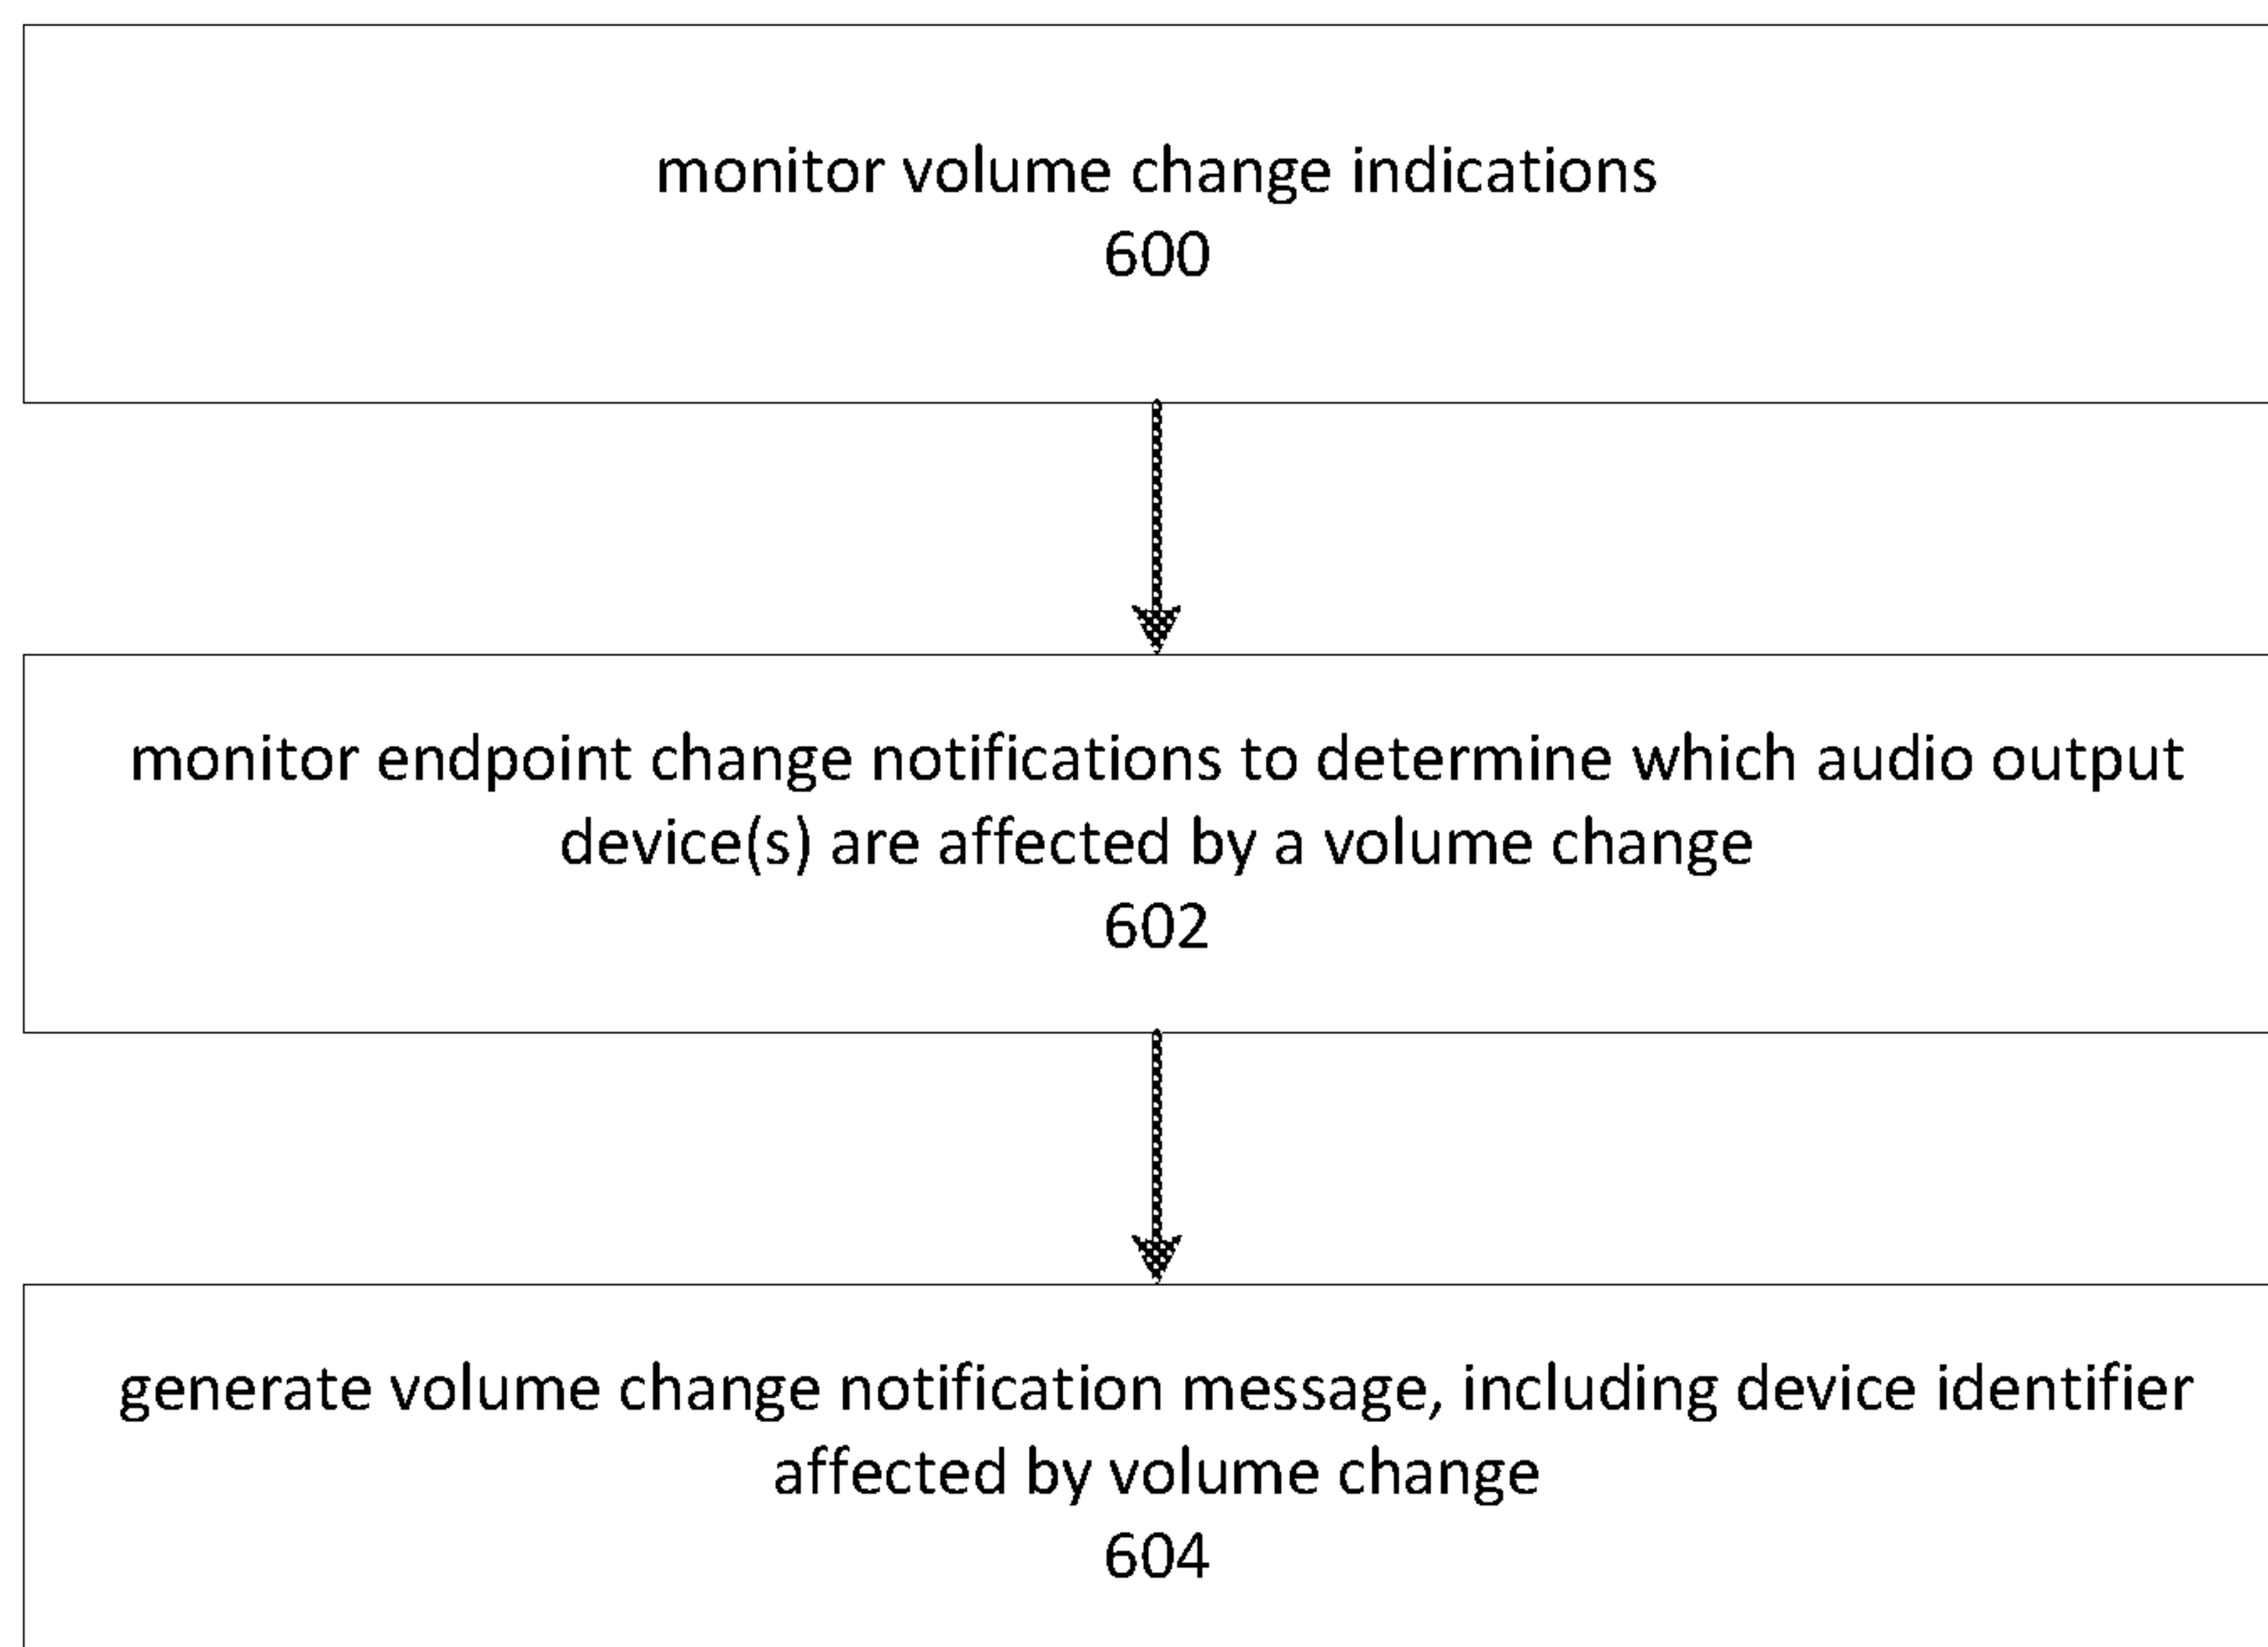 monitor volume change indications
600
monitor endpoint change notifications to determine which audio output
device(s) are affected by a volume change
602
generate volume change notification message, including device identifier
affected by volume change
604